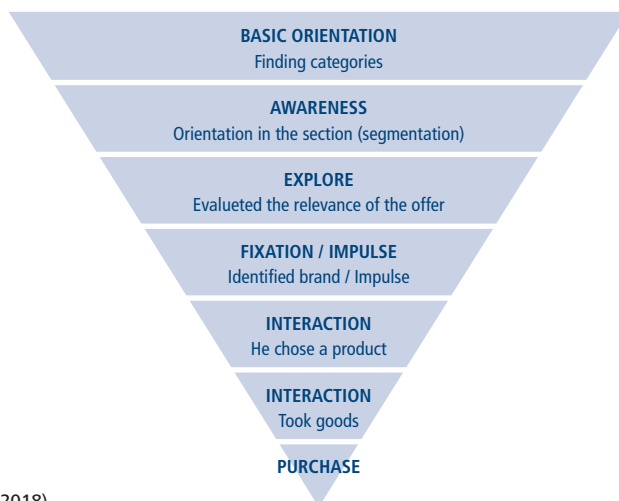 BASIC ORIENTATION
Finding categories
AWARENESS
Orientation in the section (segmentation)
EXPLORE
Evalueted the relevance of the offer
FIXATION / IMPULSE
Identified brand / Impulse
INTERACTION
He chose a product
INTERACTION
Took goods
PURCHASE
2018)